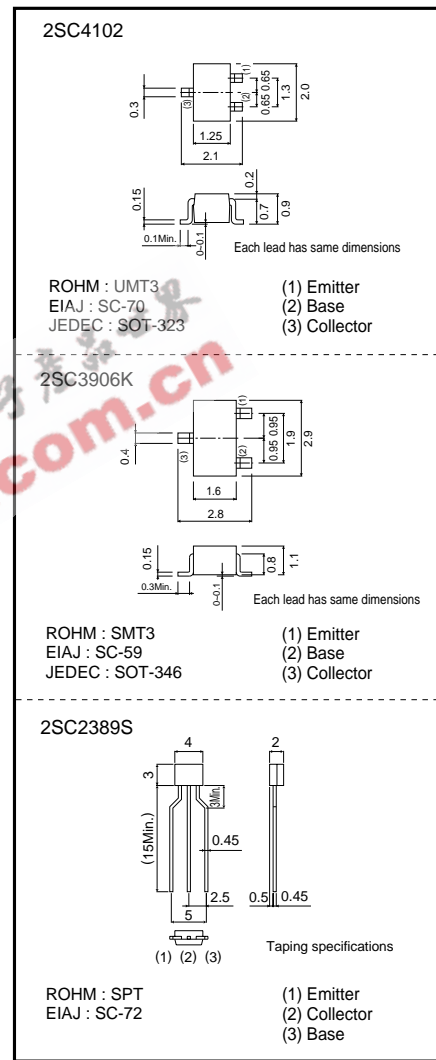 2SC4102
(1)
(3)
(2)
0.3
0.65 0.65
1.3
2.0
1.25
2.1
0.2
0.15
0.7
0.9
0.1Min.
0~0.1
Each lead has same dimensions
ROHM : UMT3
EIAJ : SC-70
JEDEC : SOT-323
(1) Emitter
(2) Base
(3) Collector
2SC3906K
(1)
(3)
(2)
0.4
0.95 0.95
1.9
2.9
1.6
2.8
0.15
0.8
1.1
0.3Min.
0~0.1
Each lead has same dimensions
ROHM : SMT3
EIAJ : SC-59
JEDEC : SOT-346
(1) Emitter
(2) Base
(3) Collector
com.cn
2SC2389S
4
2
3
3Min.
(15Min.)
0.45
2.5
5
0.5
0.45
(1) (2) (3)
Taping specifications
ROHM : SPT
EIAJ : SC-72
(1) Emitter
(2) Collector
(3) Base